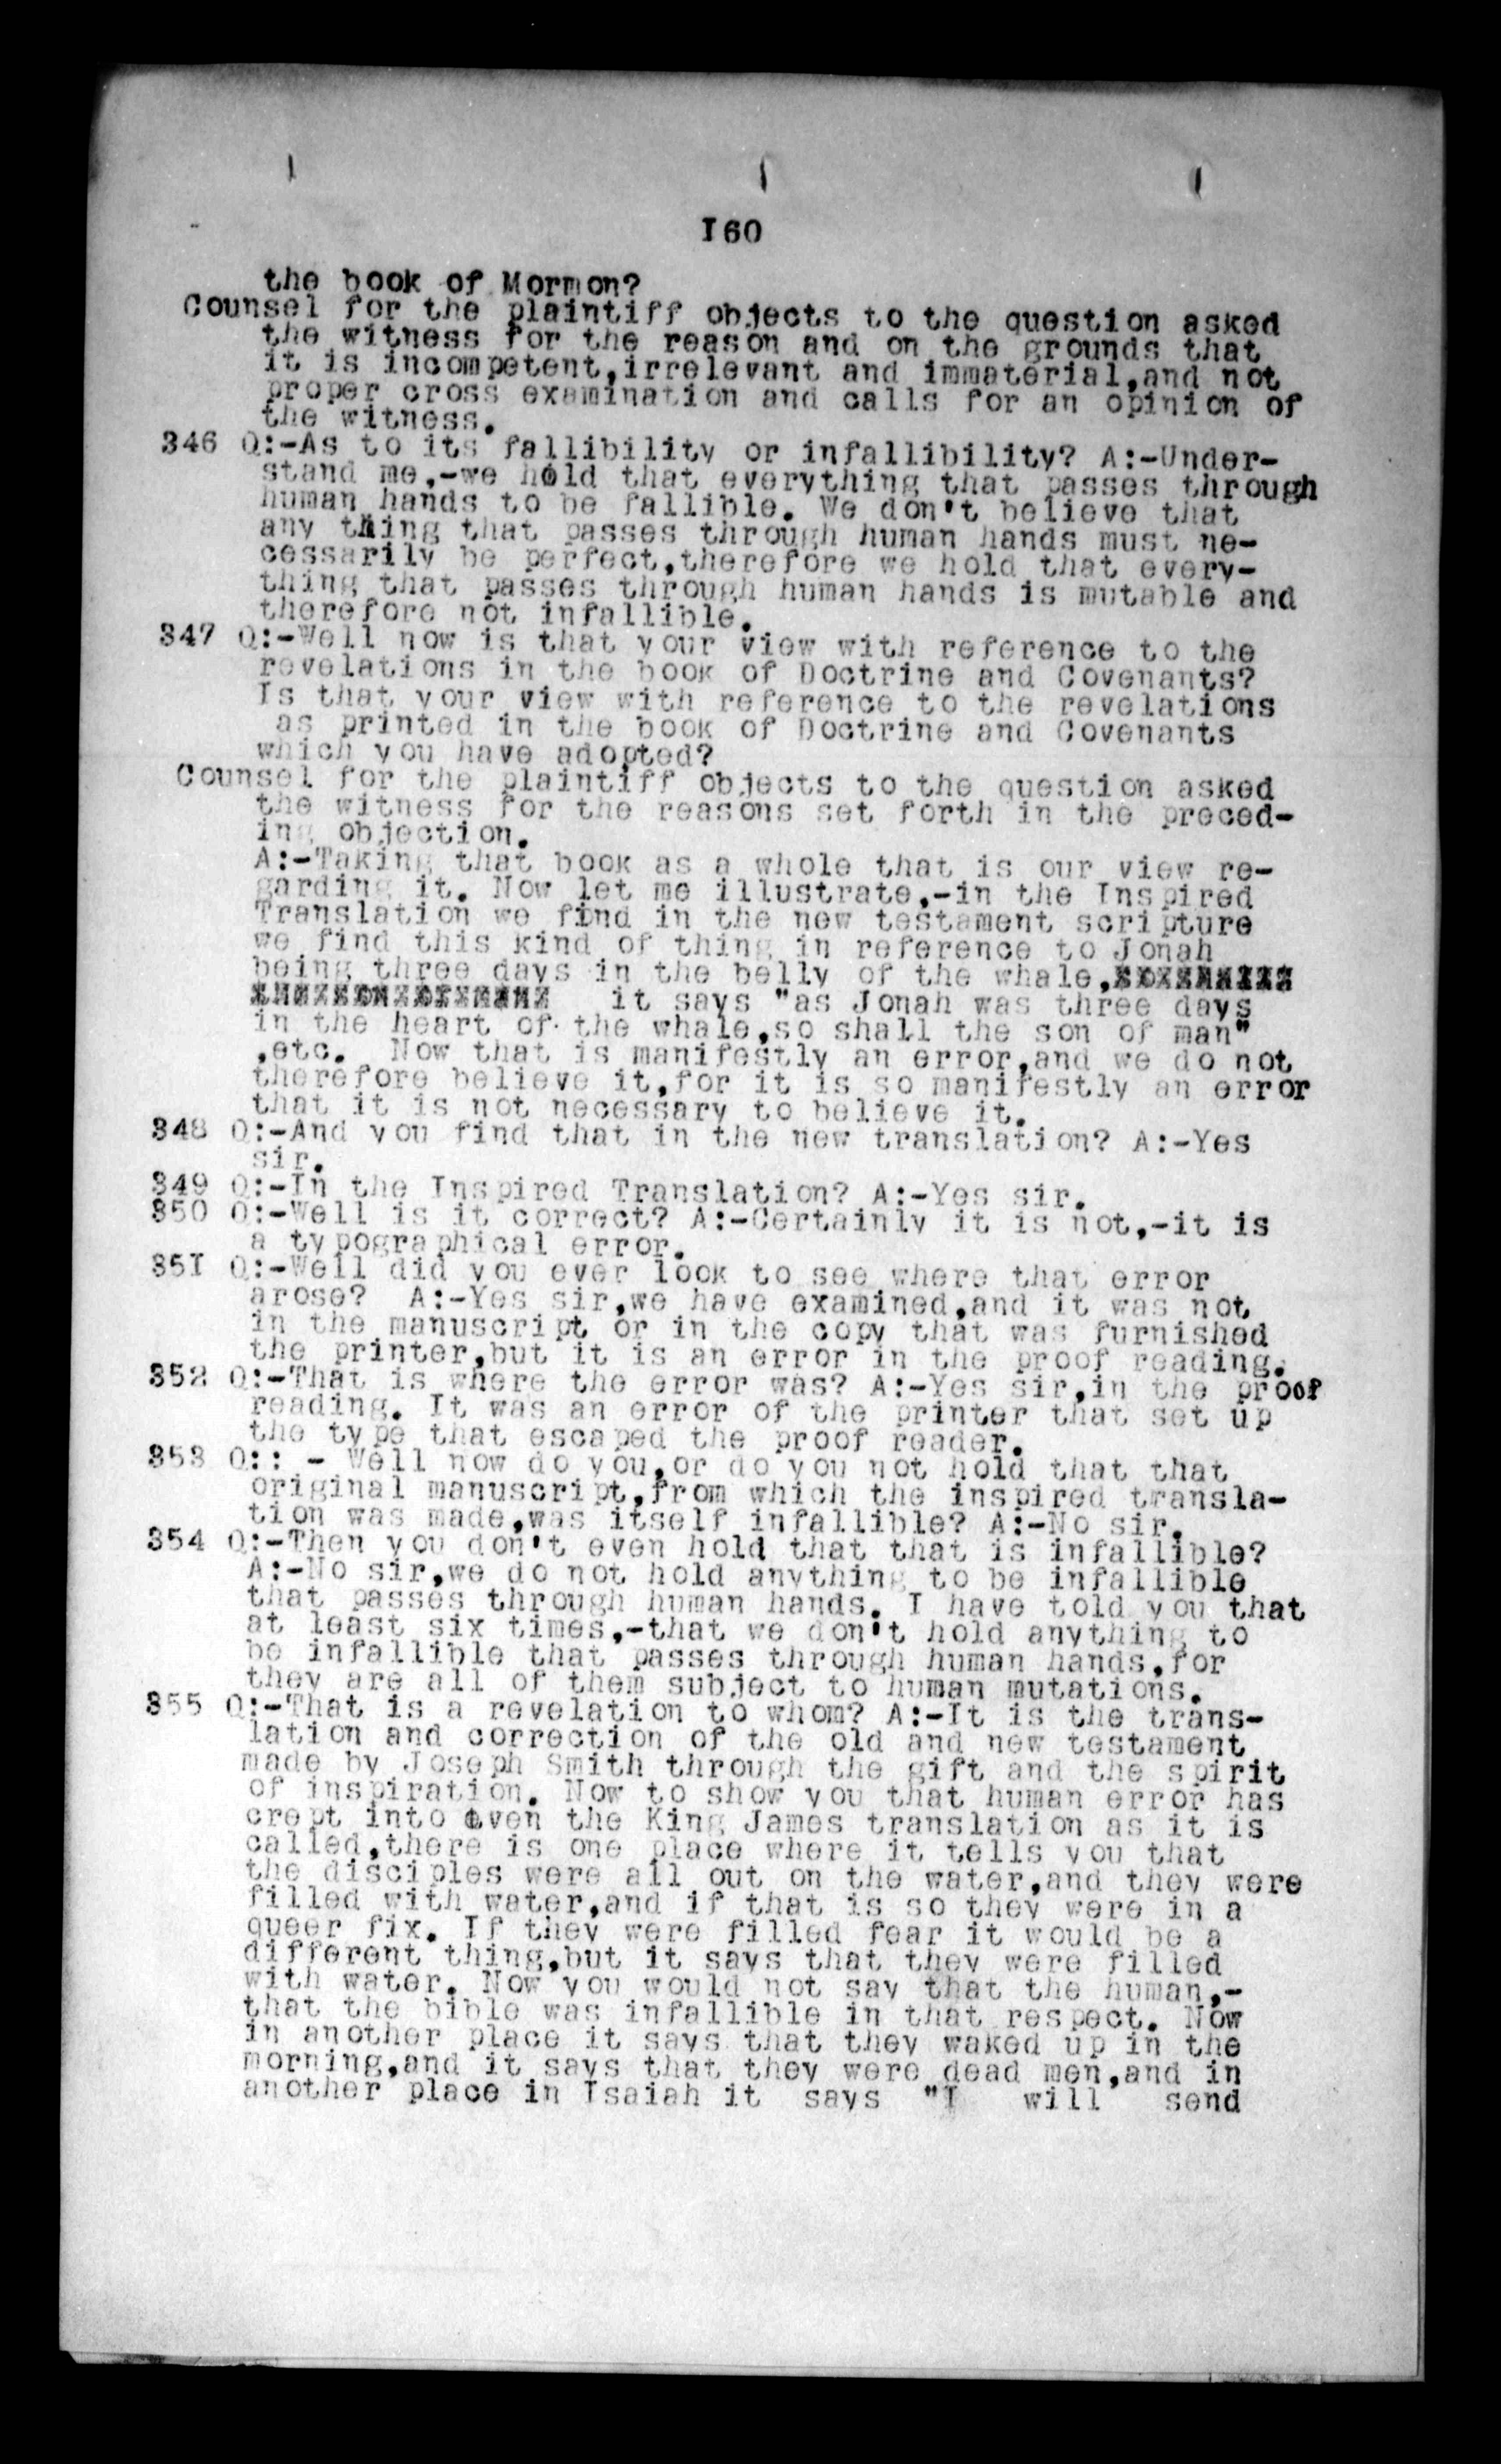 I60
the book of Mormon?
Counsel for the plaintiff objects to the question asked
the witness for the reason and on the grounds that
it is incompetent,irrelevant and immaterial,and not
proper cross examination and calls for an opinion of
the witness.
346 Q:-As to its fallibility or infallibility? A:-Under-
stand me,-we hold that everything that passes through
human hands to be fallible. We don't believe that
any thing that passes through human hands must ne-
cessarily be perfect,therefore we hold that every-
thing that passes through human hands is mutable and
therefore not infallible.
347 Q:-Well now is that your view with reference to the
revelations in the book of Doctrine and Covenants?
Is that your view with reference to the revelations
as printed in the book of Doctrine and Covenants
which you have adopted?
Counsel for the plaintiff objects to the question asked
the witness for the reasons set forth in the preced-
ing objection.
A:-Taking that book as a whole that is our view re-
garding it. Now let me illustrate,-in the Inspired
Translation we find in the new testament scripture
we find this kind of thing in reference to Jonah
being three days in the belly of the whale,
it says "as Jonah was three days
in the heart of the whale,so shall the son of man"
,etc. Now that is manifestly an error,and we do not
therefore believe it,for it is so manifestly an error
that it is not necessary to believe it.
348 Q:-And you find that in the new translation? A:-Yes
sir.
349 Q:-In the Inspired Translation? A:-Yes sir.
350 Q:-Well is it correct? A:-Certainly it is not,-it is
a typographical error.
35I Q:-Well did you ever look to see where that error
arose? A:-Yes sir,we have examined,and it was not
in the manuscript or in the copy that was furnished
the printer,but it is an error in the proof reading.
352 Q:-That is where the error was? A:-Yes sir,in the proof
reading. It was an error of the printer that set up
the type that escaped the proof reader.
353 Q:: - Well now do you,or do you not hold that that
original manuscript,from which the inspired transla-
tion was made,was itself infallible? A:-No sir.
354 Q:-Then you don't even hold that that is infallible?
A:-No sir,we do not hold anything to be infallible
that passes through human hands. I have told you that
at least six times,-that we don't hold anything to
be infallible that passes through human hands,for
they are all of them subject to human mutations.
355 Q:-That is a revelation to whom? A:-It is the trans-
lation and correction of the old and new testament
made by Joseph Smith through the gift and the spirit
of inspiration. Now to show you that human error has
crept into even the King James translation as it is
called,there is one place where it tells you that
the disciples were all out on the water,and they were
filled with water,and if that is so they were in a
queer fix. If they were filled fear it would be a
different thing,but it says that they were filled
with water. Now you would not say that the human,-
that the bible was infallible in that respect. Now
in another place it says that they waked up in the
morning,and it says that they were dead men,and in
another place in Isaiah it says "I will send